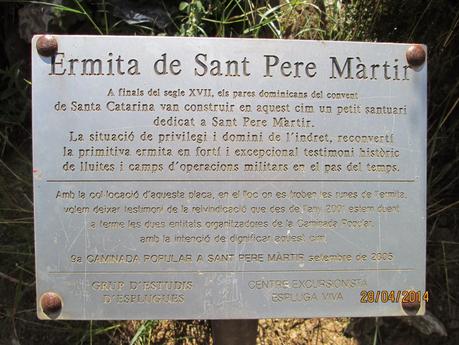 Ermita de Sant Pere Màrtir
A finals del segle XVII, els pares dominicans del convent
de Santa Catarina van construir en aquest cim un petit santuari
dedicat a Sant Pere Màrtir.
La situació de privilegi i domini de l'indret, reconvertí
la primitiva ermita en fortí i excepcional testimoni històric
de lluites i camps d'operacions militars en el pas del temps.
Amb la col·locació d'aquesta placa, en el lloc on es troben les runes de l'ermita,
volem deixar testimoni de la reivindicació que des de l'any 2001 estem duent
a terme les dues entitats organitzadores de la Caminada Popular,
amb la intenció de dignificar aquest cim.
9a CAMINADA POPULAR A SANT PERE MÀRTIR setembre de 2005
GRUP D'ESTUDIS
D'ESPLUGUES
CENTRE EXCURSIONISTA
ESPLUGA VIVA
29/04/2014